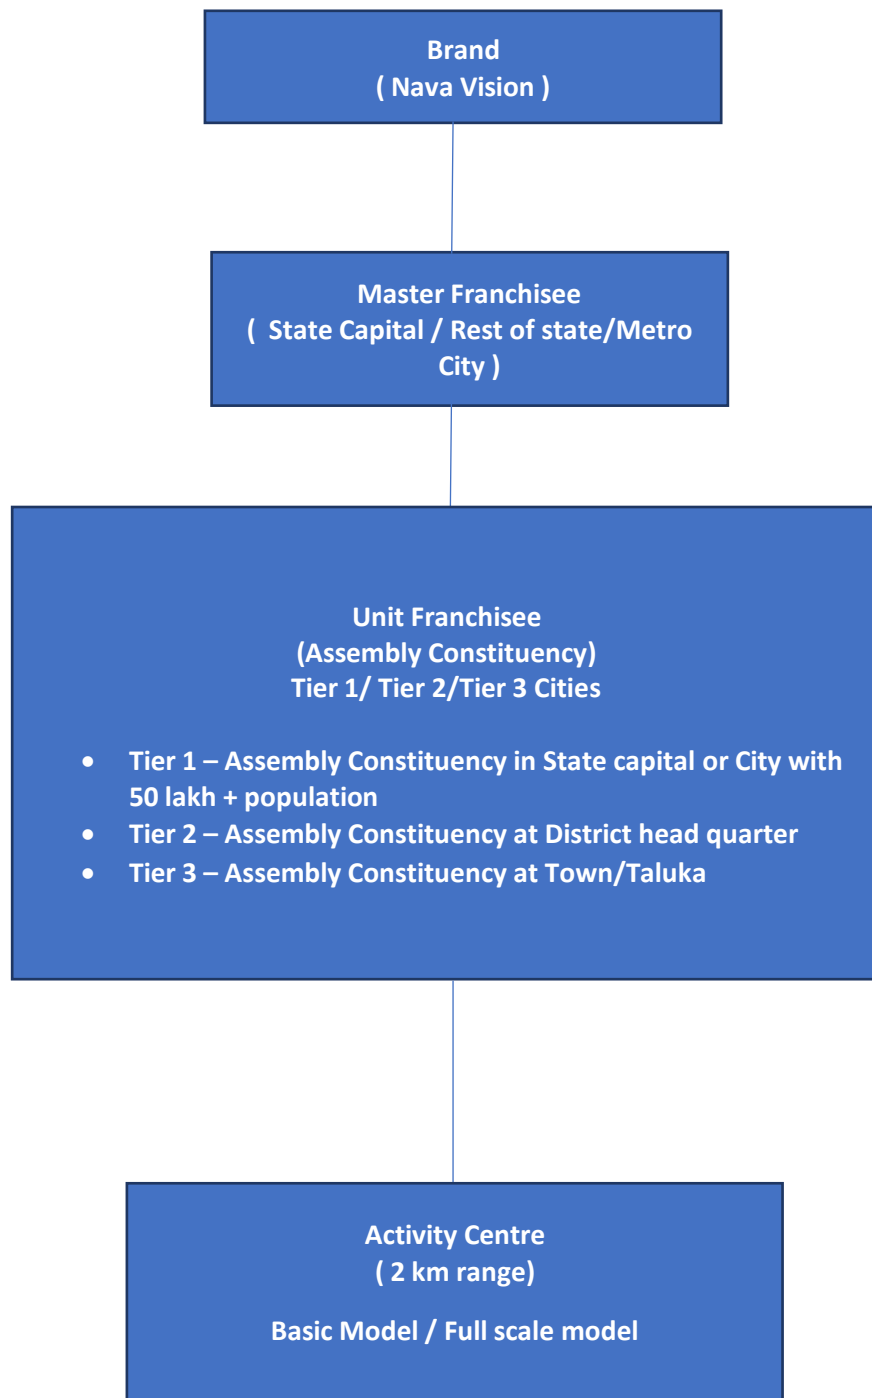 Brand
( Nava Vision )
Master Franchisee
( State Capital / Rest of state/Metro
City )
Unit Franchisee
(Assembly Constituency)
Tier 1/ Tier 2/Tier 3 Cities
• Tier 1 – Assembly Constituency in State capital or City with
50 lakh + population
• Tier 2 – Assembly Constituency at District head quarter
• Tier 3 – Assembly Constituency at Town/Taluka
Activity Centre
( 2 km range)
Basic Model / Full scale model